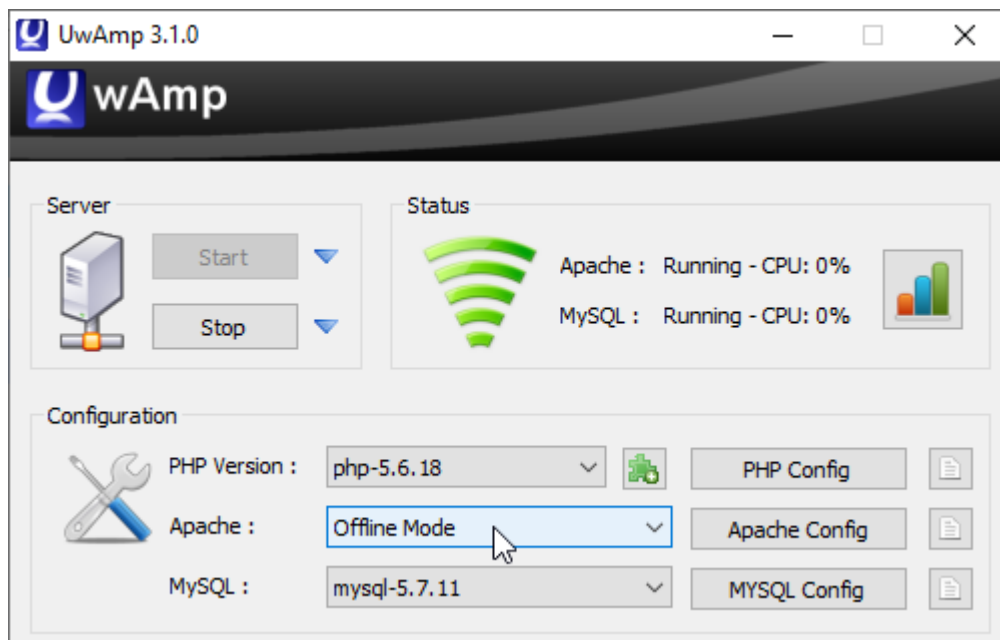 UwAmp 3.1.0
UwAmp
Server
Start
Stop
Status
Apache : Running - CPU: 0%
MySQL : Running - CPU: 0%
Configuration
PHP Version : php-5.6.18 PHP Config
Apache : Offline Mode Apache Config
MySQL : mysql-5.7.11 MYSQL Config